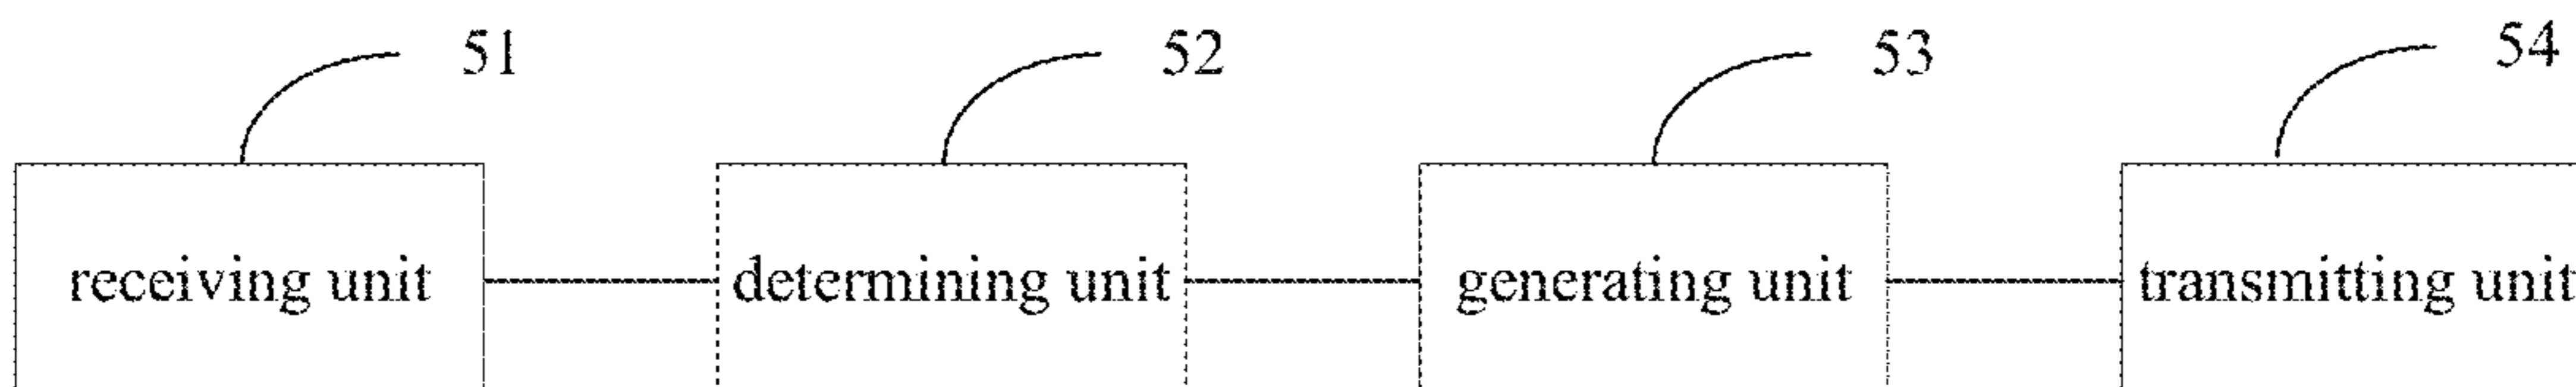 51 52 53 54
receiving unit determining unit generating unit transmitting unit